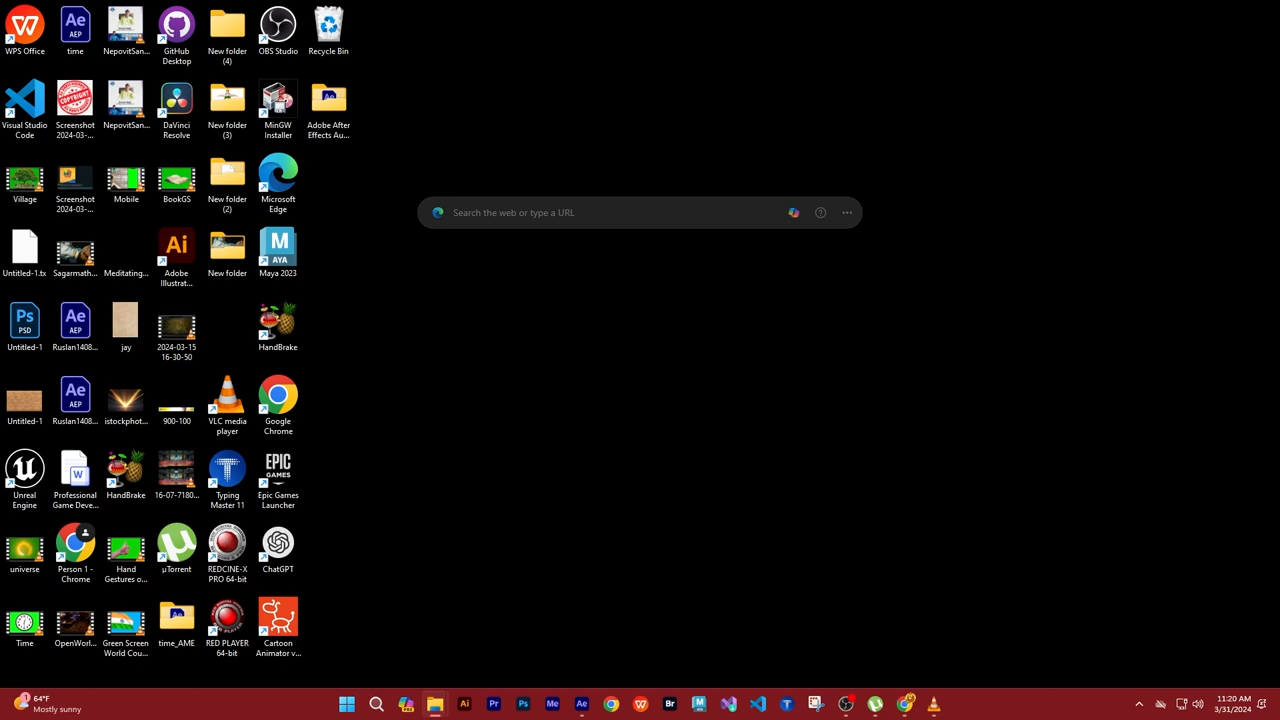 WPS Office
time
NepovitSan...
GitHub
Desktop
New folder
(4)
OBS Studio
Recycle Bin
Visual Studio
Code
Screenshot
2024-03-...
NepovitSan...
DaVinci
Resolve
New folder
(3)
MinGW
Installer
Adobe After
Effects Au...
Village
Screenshot
2024-03-...
Mobile
BookGS
New folder
(2)
Microsoft
Edge
Search the web or type a URL
Untitled-1.tx
Sagarmath...
Meditating...
Adobe
Illustrat...
New folder
Maya 2023
Untitled-1
Ruslan1408...
jay
2024-03-15
16-30-50
HandBrake
Untitled-1
Ruslan1408...
istockphot...
900-100
VLC media
player
Google
Chrome
Unreal
Engine
Professional
Game Deve...
HandBrake
16-07-7180...
Typing
Master 11
Epic Games
Launcher
universe
Person 1 -
Chrome
Hand
Gestures o...
µTorrent
REDCINE-X
PRO 64-bit
ChatGPT
Time
OpenWorl...
Green Screen
World Cou...
time_AME
RED PLAYER
64-bit
Cartoon
Animator v...
64°F
Mostly sunny
11:20 AM
3/31/2024